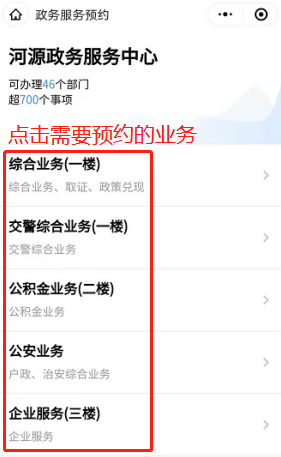 政务服务预约
河源政务服务中心
可办理46个部门
超700个事项
点击需要预约的业务
综合业务(一楼)
综合业务、取证、政策兑现
交警综合业务(一楼)
交警综合业务
公积金业务(二楼)
公积金业务
公安业务
户政、治安综合业务
企业服务(三楼)
企业服务